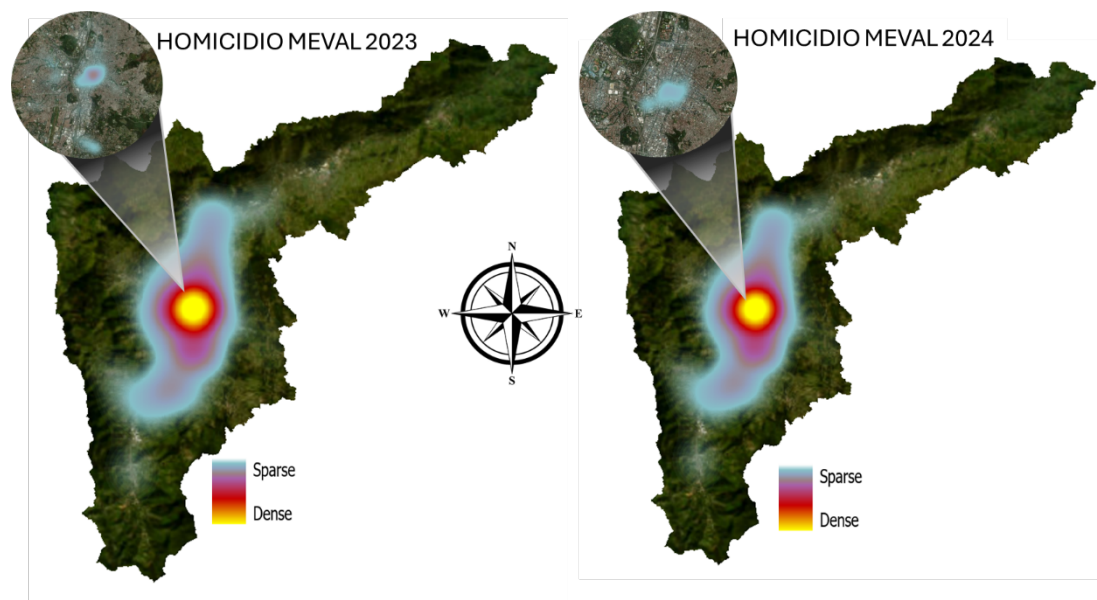 HOMICIDIO MEVAL 2023
HOMICIDIO MEVAL 2024
N
W
E
S
Sparse
Dense
Sparse
Dense